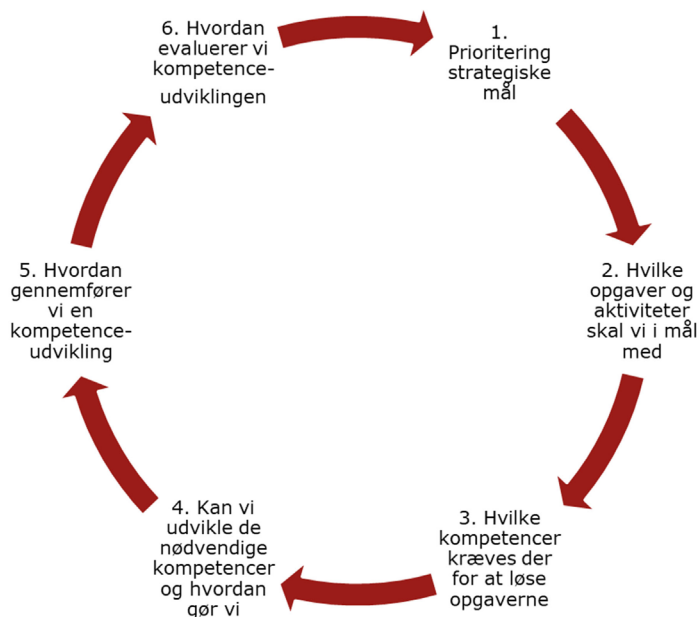 1.
Prioritering
strategiske
mål
2. Hvilke
opgaver og
aktiviteter
skal vi i mål
med
3. Hvilke
kompetencer
kræves der
for at løse
opgaverne
4. Kan vi
udvikle de
nødvendige
kompetencer
og hvordan
gør vi
5. Hvordan
gennemfører
vi en
kompetence-
udvikling
6. Hvordan
evaluerer vi
kompetence-
udviklingen